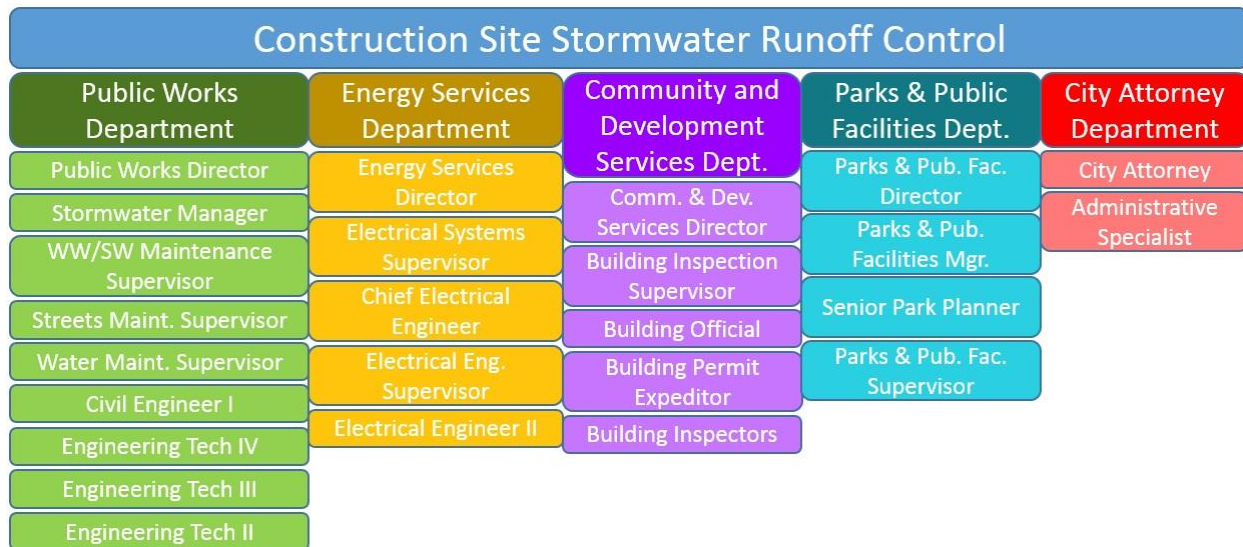 Construction Site Stormwater Runoff Control
Public Works
Department
Public Works Director
Stormwater Manager
WW/SW Maintenance
Supervisor
Streets Maint. Supervisor
Water Maint. Supervisor
Civil Engineer I
Engineering Tech IV
Engineering Tech III
Engineering Tech II
Energy Services
Department
Energy Services
Director
Electrical Systems
Supervisor
Chief Electrical
Engineer
Electrical Eng.
Supervisor
Electrical Engineer II
Community and
Development
Services Dept.
Comm. & Dev.
Services Director
Building Inspection
Supervisor
Building Official
Building Permit
Expeditor
Building Inspectors
Parks & Public
Facilities Dept.
Parks & Pub. Fac.
Director
Parks & Pub.
Facilities Mgr.
Senior Park Planner
Parks & Pub. Fac.
Supervisor
City Attorney
Department
City Attorney
Administrative
Specialist